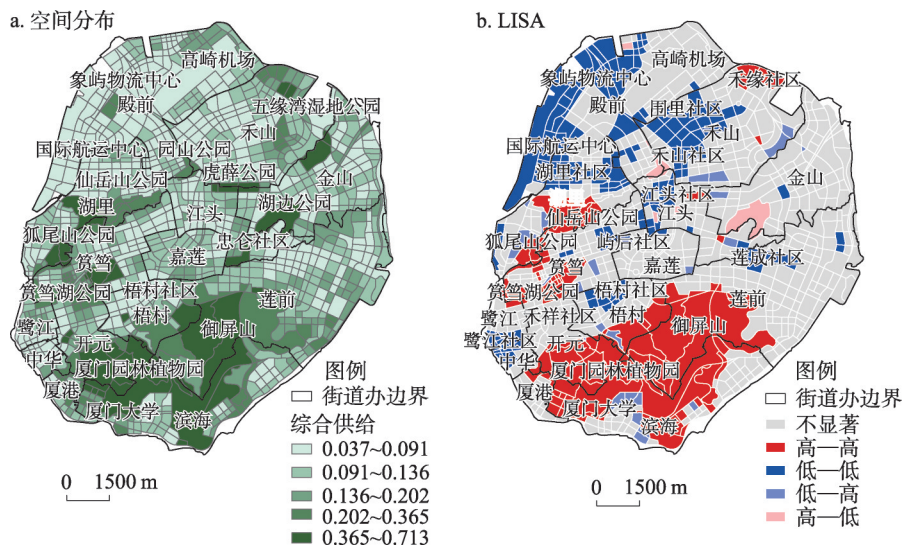 a. 空间分布
高崎机场
象屿物流中心
殿前
五缘湾湿地公园
禾山
国际航运中心
园山公园
仙岳山公园
虎薛公园
金山
湖里
湖边公园
江头
狐尾山公园
忠仑社区
嘉莲
筼筜
筼筜湖公园
梧村社区
莲前
鹭江
梧村
御屏山
中华
开元
厦门园林植物园
厦港
厦门大学
滨海
图例
街道办边界
综合供给
0.037~0.091
0.091~0.136
0.136~0.202
0.202~0.365
0.365~0.713
0 1500 m
b. LISA
高崎机场
禾缘社区
象屿物流中心
殿前
围里社区
禾山
国际航运中心
禾山社区
湖里社区
金山
江头社区
仙岳山公园
江头
狐尾山公园
屿后社区
莲成社区
筼筜
嘉莲
筼筜湖公园
梧村社区
莲前
鹭江
禾祥社区
梧村
御屏山
鹭江社区
开元
中华
厦门园林植物园
厦港
厦门大学
滨海
图例
街道办边界
不显著
高—高
低—低
低—高
高—低
0 1500 m